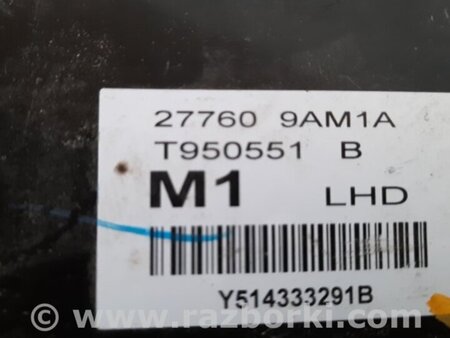 27760 9AM1A
T950551 B
M1 LHD
Y514333291B
© www.razborki.com